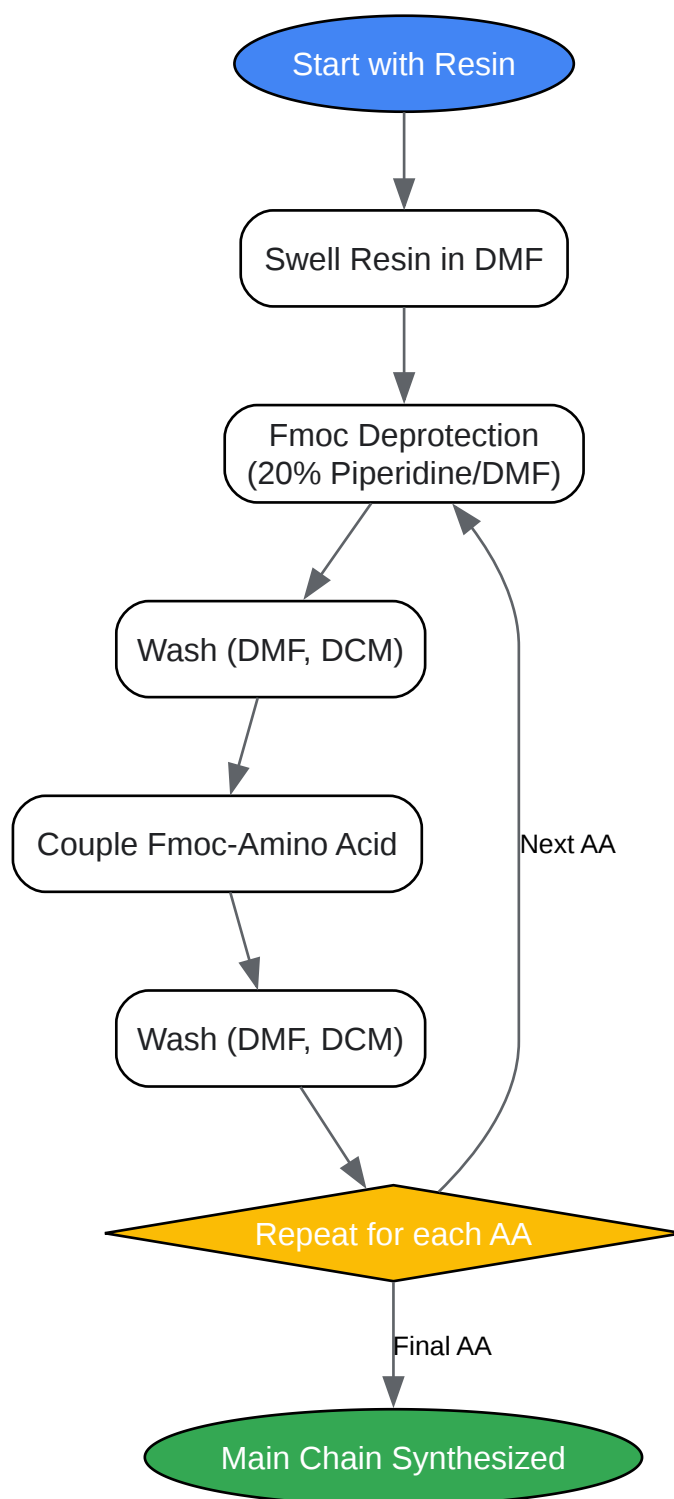 Start with Resin
Swell Resin in DMF
Fmoc Deprotection
(20% Piperidine/DMF)
Wash (DMF, DCM)
Couple Fmoc-Amino Acid
Next AA
Wash (DMF, DCM)
Repeat for each AA
Final AA
Main Chain Synthesized